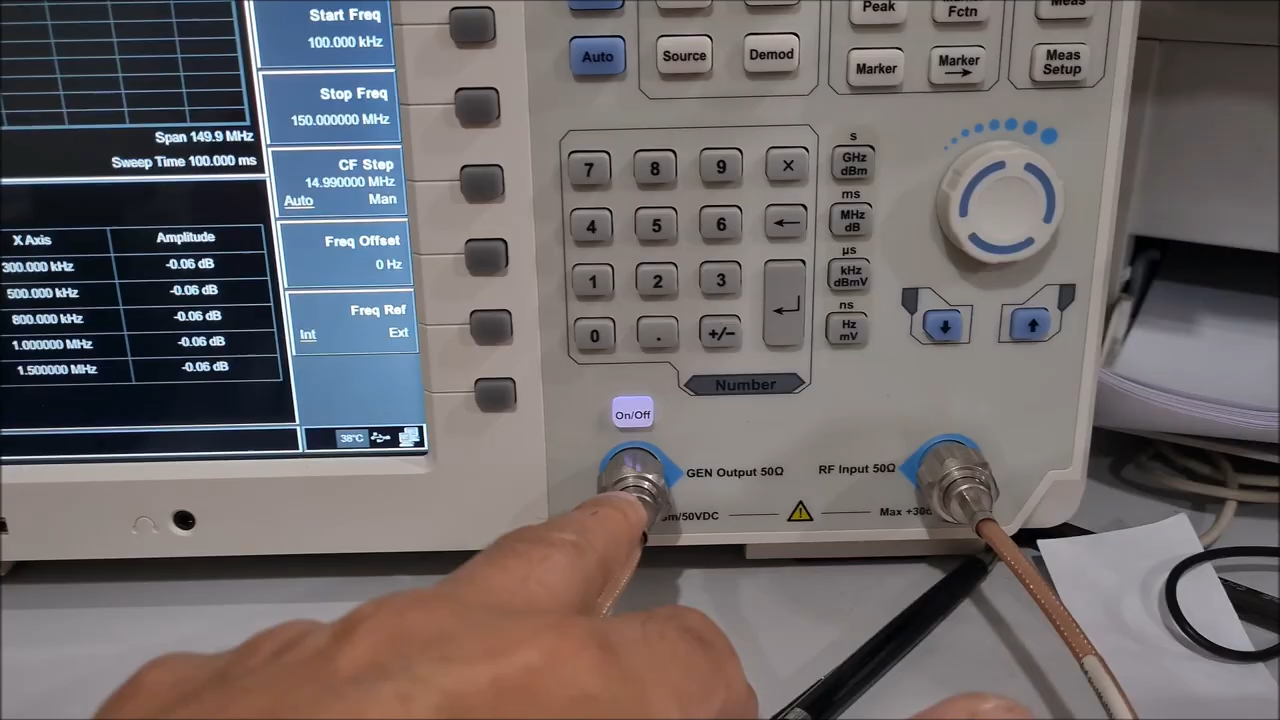 Start Freq
100.000 kHz
Stop Freq
150.000000 MHz
Span 149.9 MHz
Sweep Time 100.000 ms
CF Step
14.990000 MHz
Auto Man
Freq Offset
0 Hz
Freq Ref
Int Ext
X Axis Amplitude
300.000 kHz -0.06 dB
500.000 kHz -0.06 dB
800.000 kHz -0.06 dB
1.000000 MHz -0.06 dB
1.500000 MHz -0.06 dB
38°C
Peak
Fctn
Meas
Auto
Source
Demod
Marker
Marker →
Meas
Setup
7 8 9 ×
4 5 6 ←
1 2 3
0 . +/-
Number
s
GHz
dBm
ms
MHz
dB
µs
kHz
dBmV
ns
Hz
mV
On/Off
GEN Output 50Ω
RF Input 50Ω
/50VDC
Max